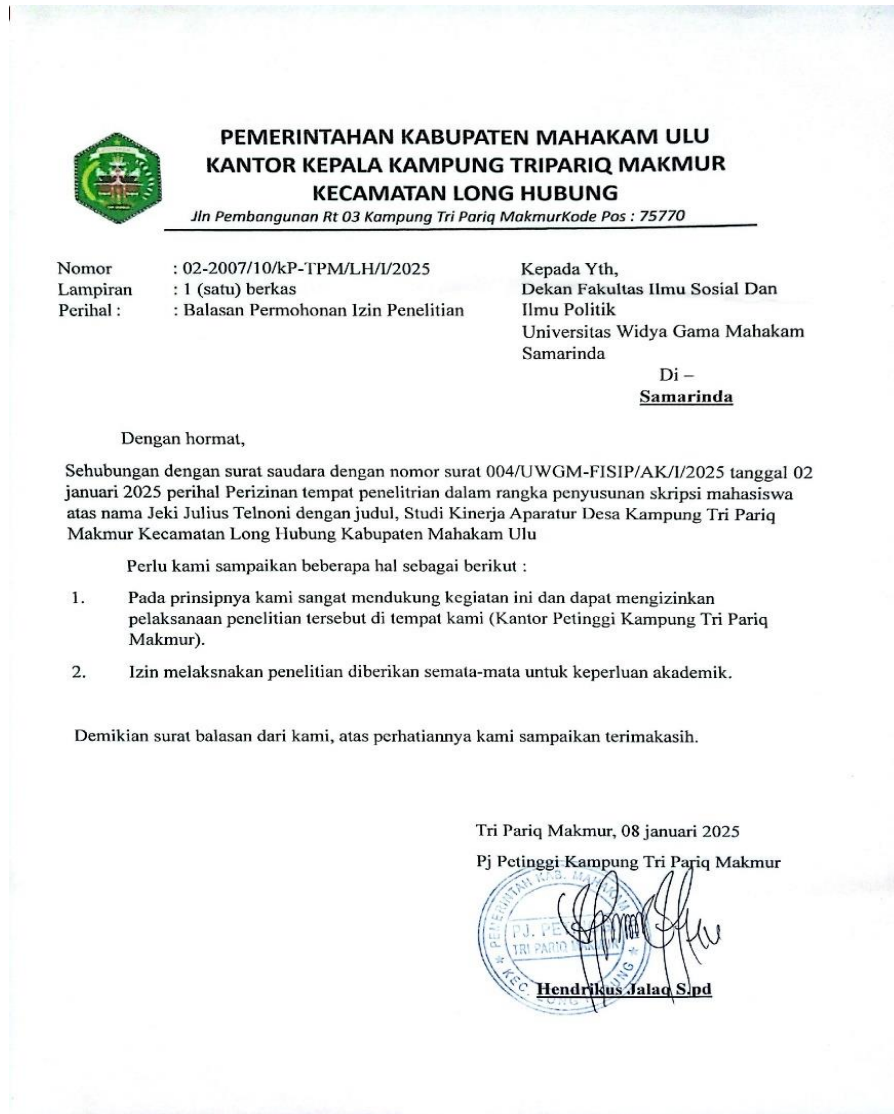 PEMERINTAHAN KABUPATEN MAHAKAM ULU
KANTOR KEPALA KAMPUNG TRIPARIQ MAKMUR
KECAMATAN LONG HUBUNG
Jln Pembangunan Rt 03 Kampung Tri Pariq MakmurKode Pos : 75770
Nomor : 02-2007/10/kP-TPM/LH/I/2025
Lampiran : 1 (satu) berkas
Perihal : : Balasan Permohonan Izin Penelitian
Kepada Yth,
Dekan Fakultas Ilmu Sosial Dan
Ilmu Politik
Universitas Widya Gama Mahakam
Samarinda
Di –
Samarinda
Dengan hormat,
Sehubungan dengan surat saudara dengan nomor surat 004/UWGM-FISIP/AK/I/2025 tanggal 02
januari 2025 perihal Perizinan tempat penelitrian dalam rangka penyusunan skripsi mahasiswa
atas nama Jeki Julius Telnoni dengan judul, Studi Kinerja Aparatur Desa Kampung Tri Pariq
Makmur Kecamatan Long Hubung Kabupaten Mahakam Ulu
Perlu kami sampaikan beberapa hal sebagai berikut :
1. Pada prinsipnya kami sangat mendukung kegiatan ini dan dapat mengizinkan
pelaksanaan penelitian tersebut di tempat kami (Kantor Petinggi Kampung Tri Pariq
Makmur).
2. Izin melaksnakan penelitian diberikan semata-mata untuk keperluan akademik.
Demikian surat balasan dari kami, atas perhatiannya kami sampaikan terimakasih.
Tri Pariq Makmur, 08 januari 2025
Pj Petinggi Kampung Tri Pariq Makmur
PEMERINTAH KAB. MAHAKAM
PJ.
TRI PARIQ
KEC. LONG HUBUNG
Hendrikus Jalaq S.pd